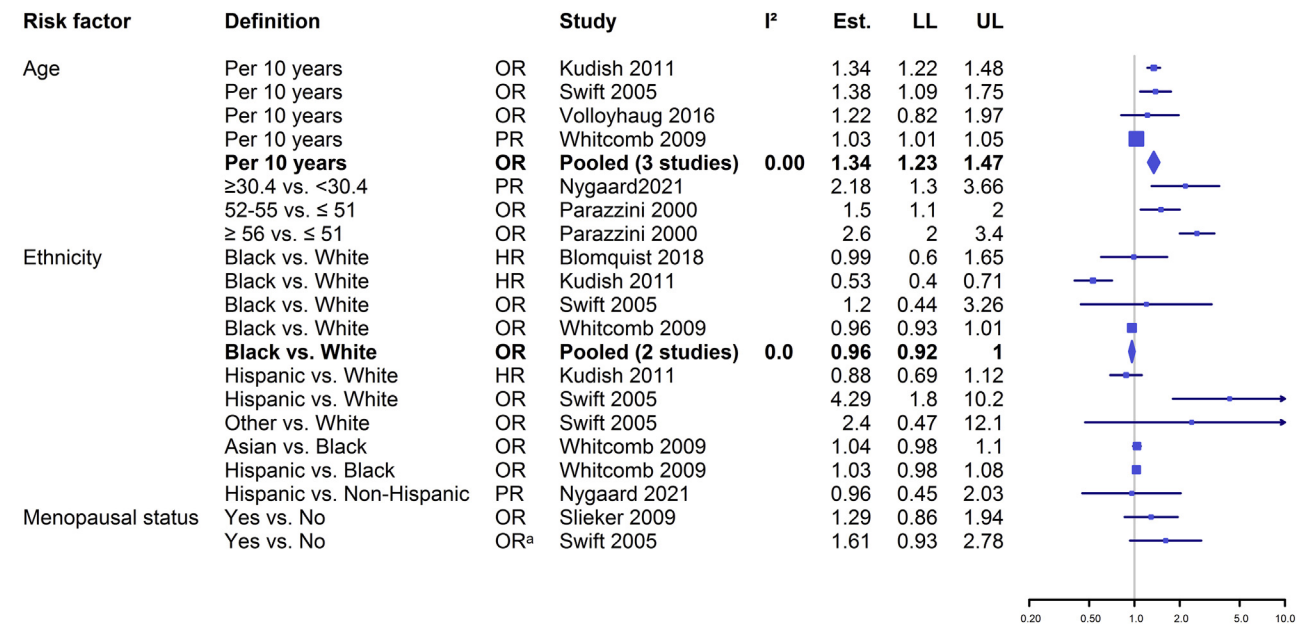 Risk factor Definition Study I² Est. LL UL
Age Per 10 years OR Kudish 2011 1.34 1.22 1.48
Per 10 years OR Swift 2005 1.38 1.09 1.75
Per 10 years OR Volloyhaug 2016 1.22 0.82 1.97
Per 10 years PR Whitcomb 2009 1.03 1.01 1.05
Per 10 years OR Pooled (3 studies) 0.00 1.34 1.23 1.47
≥30.4 vs. <30.4 PR Nygaard2021 2.18 1.3 3.66
52-55 vs. ≤ 51 OR Parazzini 2000 1.5 1.1 2
≥ 56 vs. ≤ 51 OR Parazzini 2000 2.6 2 3.4
Ethnicity Black vs. White HR Blomquist 2018 0.99 0.6 1.65
Black vs. White HR Kudish 2011 0.53 0.4 0.71
Black vs. White OR Swift 2005 1.2 0.44 3.26
Black vs. White OR Whitcomb 2009 0.96 0.93 1.01
Black vs. White OR Pooled (2 studies) 0.0 0.96 0.92 1
Hispanic vs. White HR Kudish 2011 0.88 0.69 1.12
Hispanic vs. White OR Swift 2005 4.29 1.8 10.2
Other vs. White OR Swift 2005 2.4 0.47 12.1
Asian vs. Black OR Whitcomb 2009 1.04 0.98 1.1
Hispanic vs. Black OR Whitcomb 2009 1.03 0.98 1.08
Hispanic vs. Non-Hispanic PR Nygaard 2021 0.96 0.45 2.03
Menopausal status Yes vs. No OR Slieker 2009 1.29 0.86 1.94
Yes vs. No ORᵃ Swift 2005 1.61 0.93 2.78
0.20 0.50 1.0 2.0 5.0 10.0